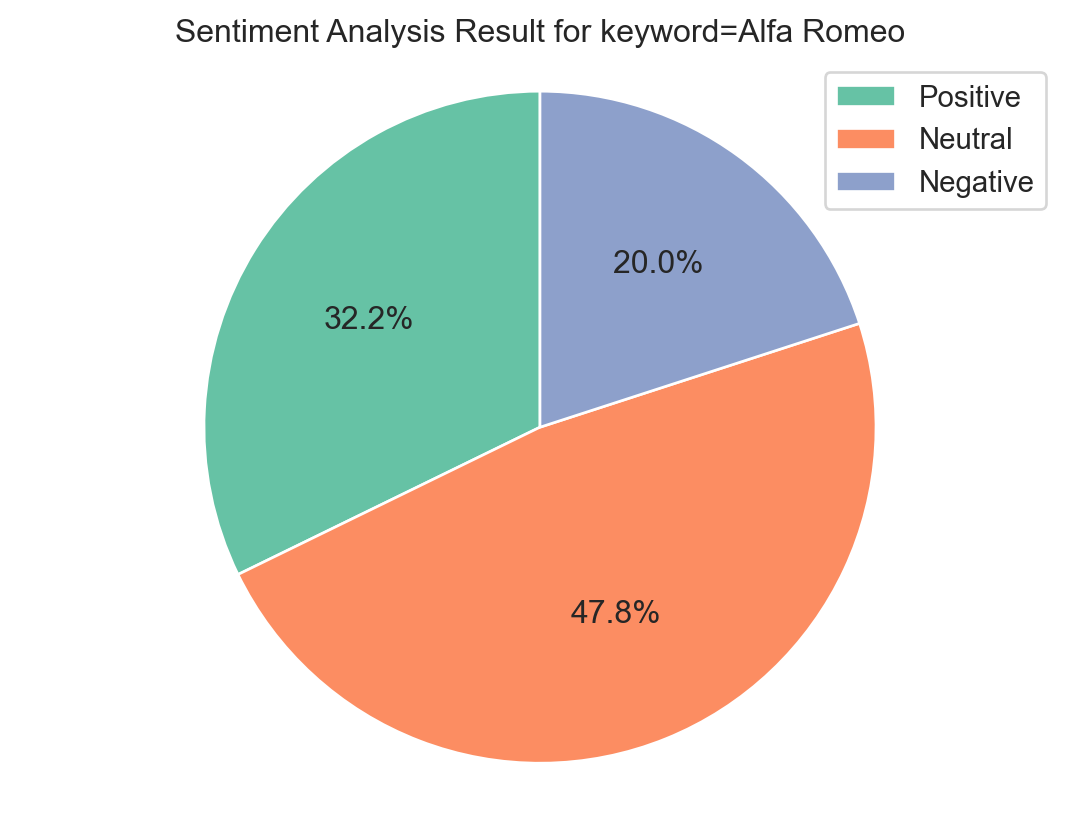 Sentiment Analysis Result for keyword=Alfa Romeo
Positive
Neutral
Negative
20.0%
32.2%
47.8%